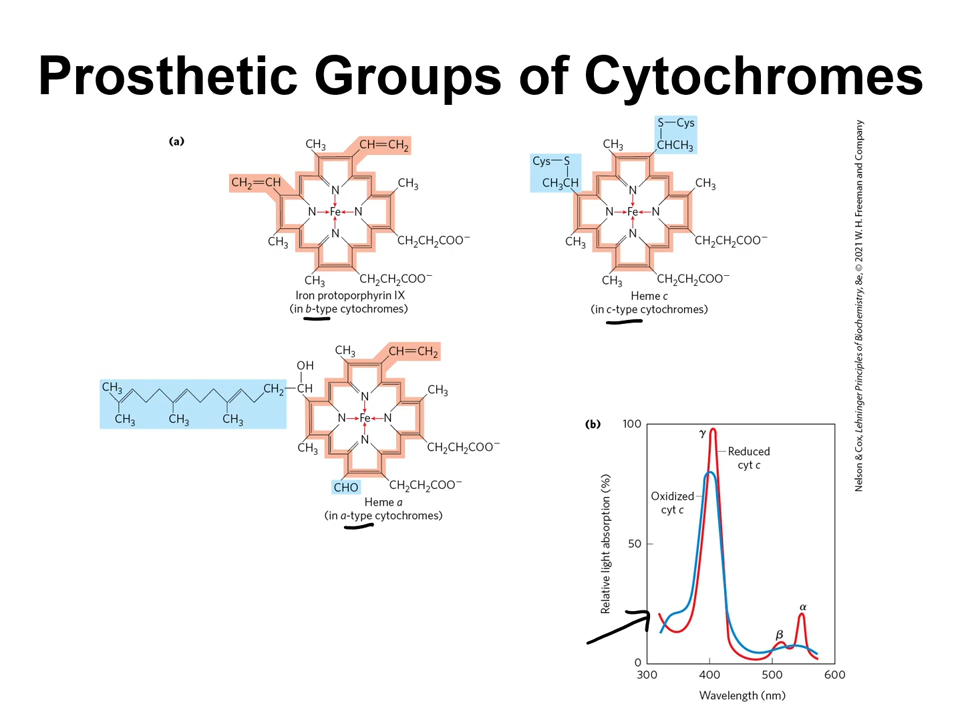 Prosthetic Groups of Cytochromes
(a)
CH₃
CH=CH₂
CH₂=CH
CH₃
N
N
Fe
N
N
CH₃
CH₂CH₂COO⁻
CH₃
CH₂CH₂COO⁻
Iron protoporphyrin IX
(in b-type cytochromes)
S—Cys
CHCH₃
CH₃
Cys—S
CH₃CH
CH₃
N
N
Fe
N
N
CH₃
CH₂CH₂COO⁻
CH₃
CH₂CH₂COO⁻
Heme c
(in c-type cytochromes)
CH₃
CH=CH₂
OH
CH₃
CH₂
CH
CH₃
CH₃
CH₃
CH₃
N
N
Fe
N
N
CH₃
CH₂CH₂COO⁻
CHO
CH₂CH₂COO⁻
Heme a
(in a-type cytochromes)
(b)
100
50
0
300
400
500
600
Relative light absorption (%)
Wavelength (nm)
γ
Reduced
cyt c
Oxidized
cyt c
β
α
Nelson & Cox, Lehninger Principles of Biochemistry, 8e, © 2021 W. H. Freeman and Company